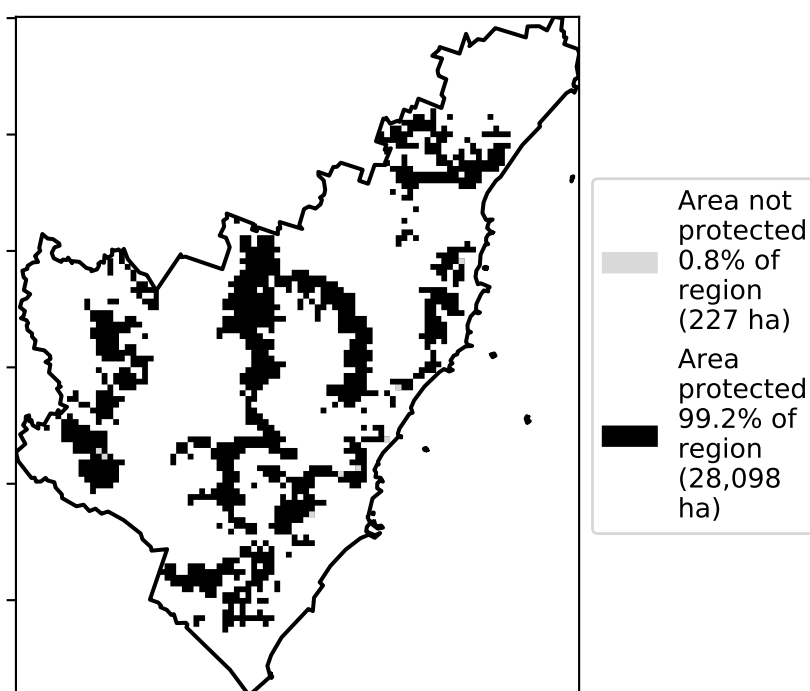 Area not
protected
0.8% of
region
(227 ha)
Area
protected
99.2% of
region
(28,098
ha)